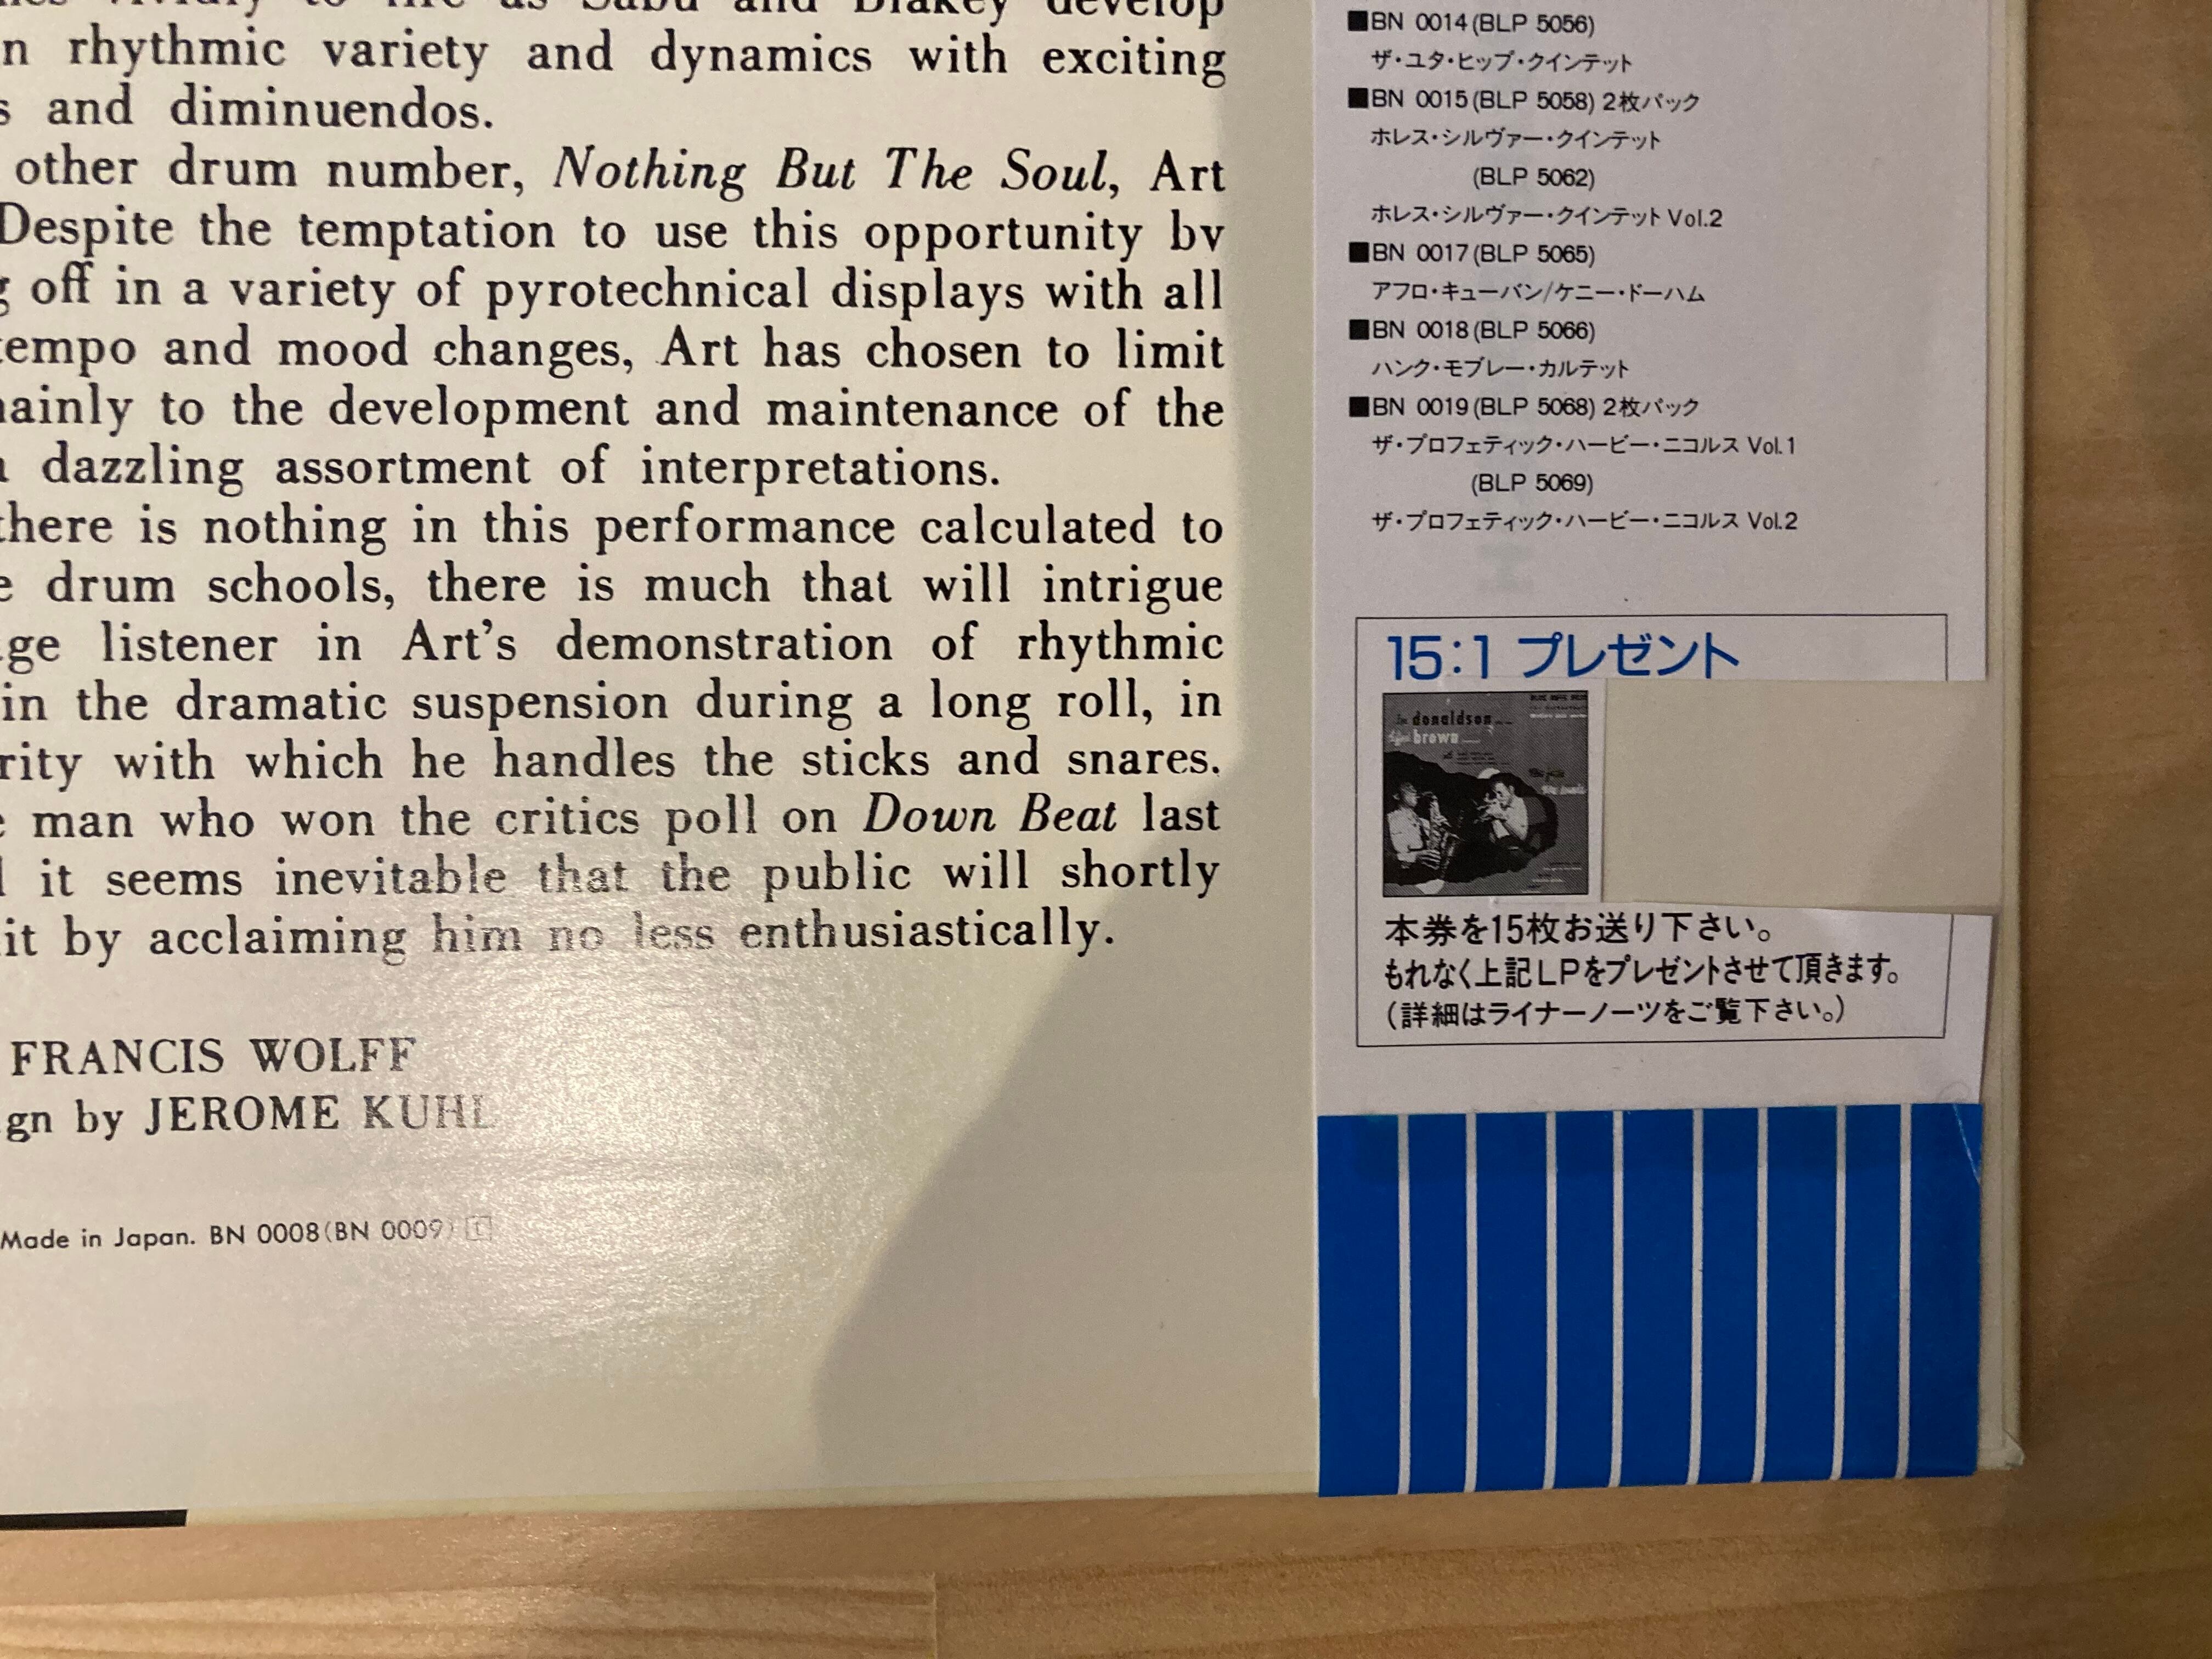 vividly to life as Sabu and Blakey develop
n rhythmic variety and dynamics with exciting
s and diminuendos.
other drum number, Nothing But The Soul, Art
Despite the temptation to use this opportunity by
g off in a variety of pyrotechnical displays with all
tempo and mood changes, Art has chosen to limit
ainly to the development and maintenance of the
dazzling assortment of interpretations.
there is nothing in this performance calculated to
e drum schools, there is much that will intrigue
ge listener in Art's demonstration of rhythmic
in the dramatic suspension during a long roll, in
rity with which he handles the sticks and snares.
e man who won the critics poll on Down Beat last
it seems inevitable that the public will shortly
it by acclaiming him no less enthusiastically.
FRANCIS WOLFF
gn by JEROME KUHL
Made in Japan. BN 0008(BN 0009) 
■BN 0014(BLP 5056)
ザ・ユタ・ヒップ・クインテット
■BN 0015(BLP 5058) 2枚パック
ホレス・シルヴァー・クインテット
(BLP 5062)
ホレス・シルヴァー・クインテット Vol.2
■BN 0017(BLP 5065)
アフロ・キューバン/ケニー・ドーハム
■BN 0018(BLP 5066)
ハンク・モブレー・カルテット
■BN 0019(BLP 5068) 2枚パック
ザ・プロフェティック・ハービー・ニコルス Vol.1
(BLP 5069)
ザ・プロフェティック・ハービー・ニコルス Vol.2
15:1 プレゼント
donaldson
brown
本券を15枚お送り下さい。
もれなく上記LPをプレゼントさせて頂きます。
(詳細はライナーノーツをご覧下さい。)